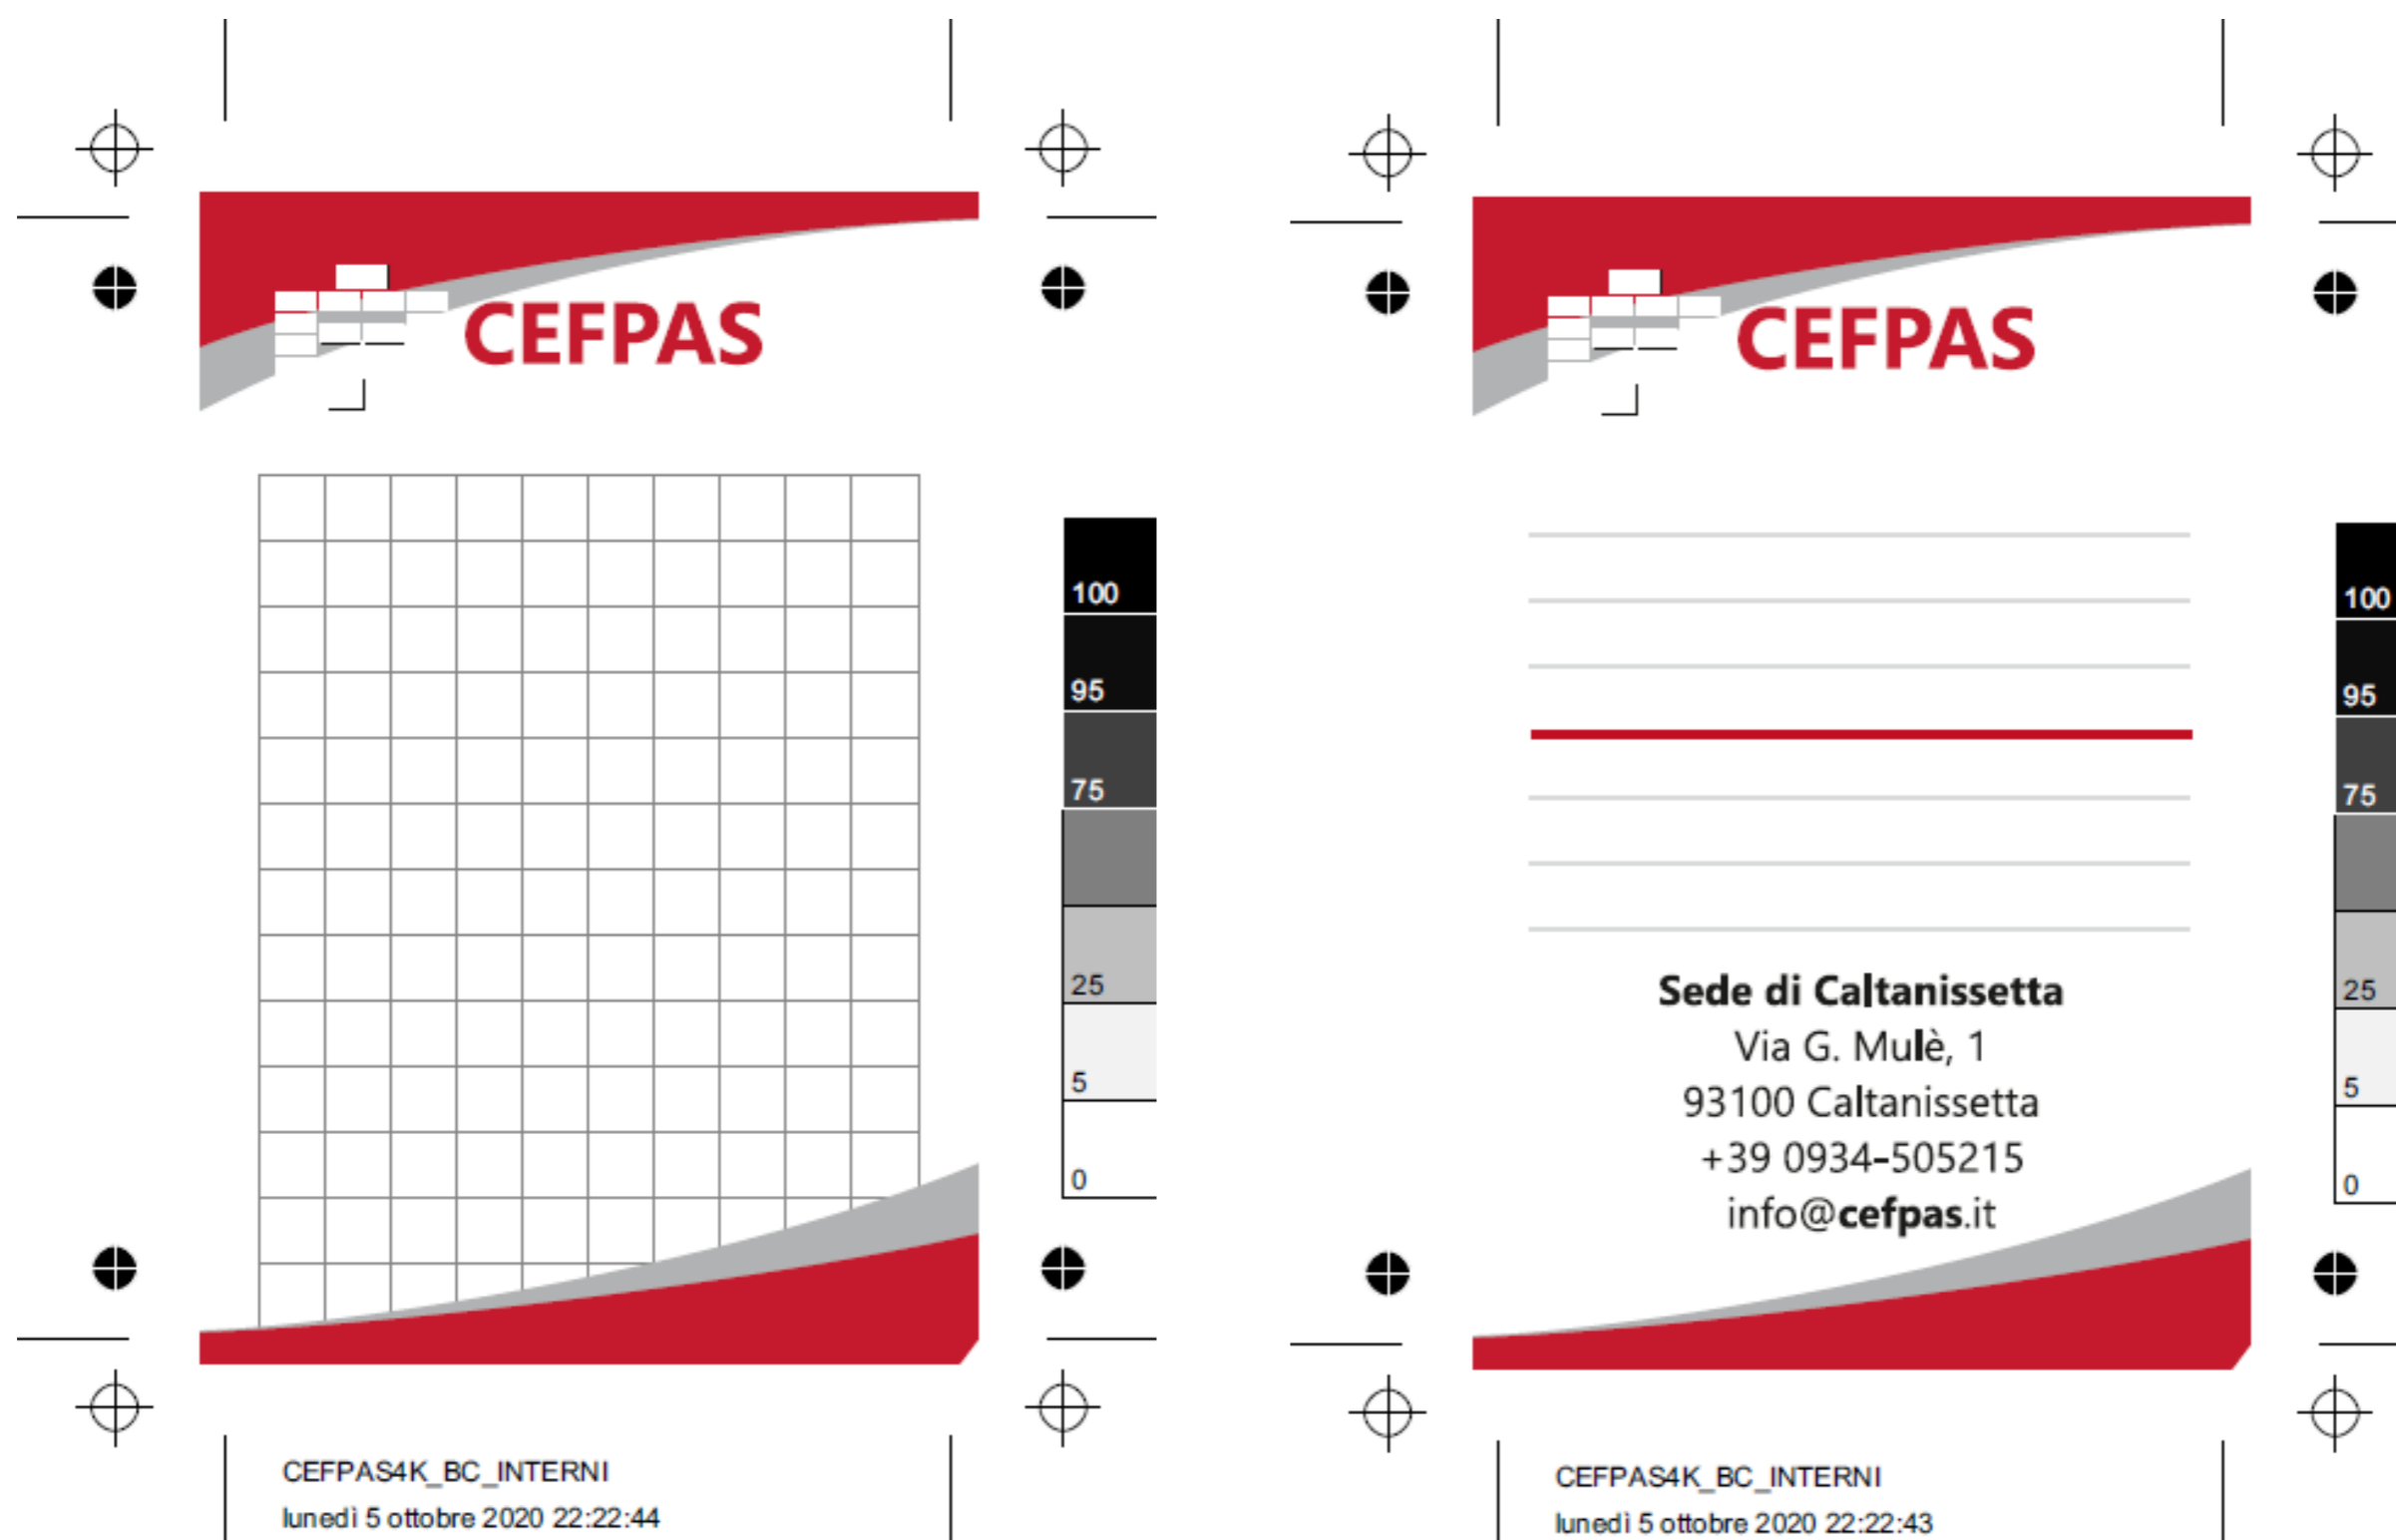 CEFPAS
100
95
75
25
5
0
CEFPAS4K_BC_INTERNI
lunedì 5 ottobre 2020 22:22:44
CEFPAS
100
95
75
25
5
0
Sede di Caltanissetta
Via G. Mulè, 1
93100 Caltanissetta
+39 0934-505215
info@cefpas.it
CEFPAS4K_BC_INTERNI
lunedì 5 ottobre 2020 22:22:43